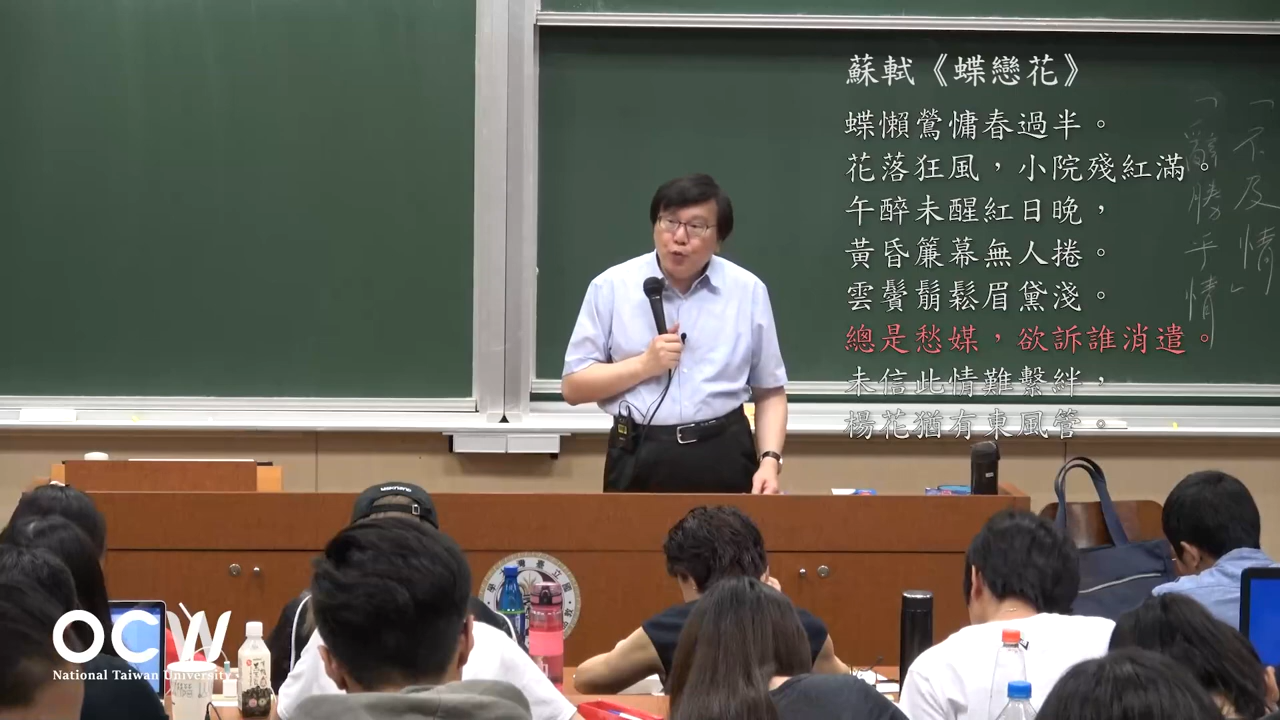 蘇軾《蝶戀花》
蝶懶鶯慵春過半。
花落狂風，小院殘紅滿。
午醉未醒紅日晚，
黃昏簾幕無人捲。
雲鬢鬅鬆眉黛淺。
總是愁媒，欲訴誰消遣。
未信此情難繫絆，
楊花猶有東風管。
「不及情」
「辭勝乎情
OCW
National Taiwan University